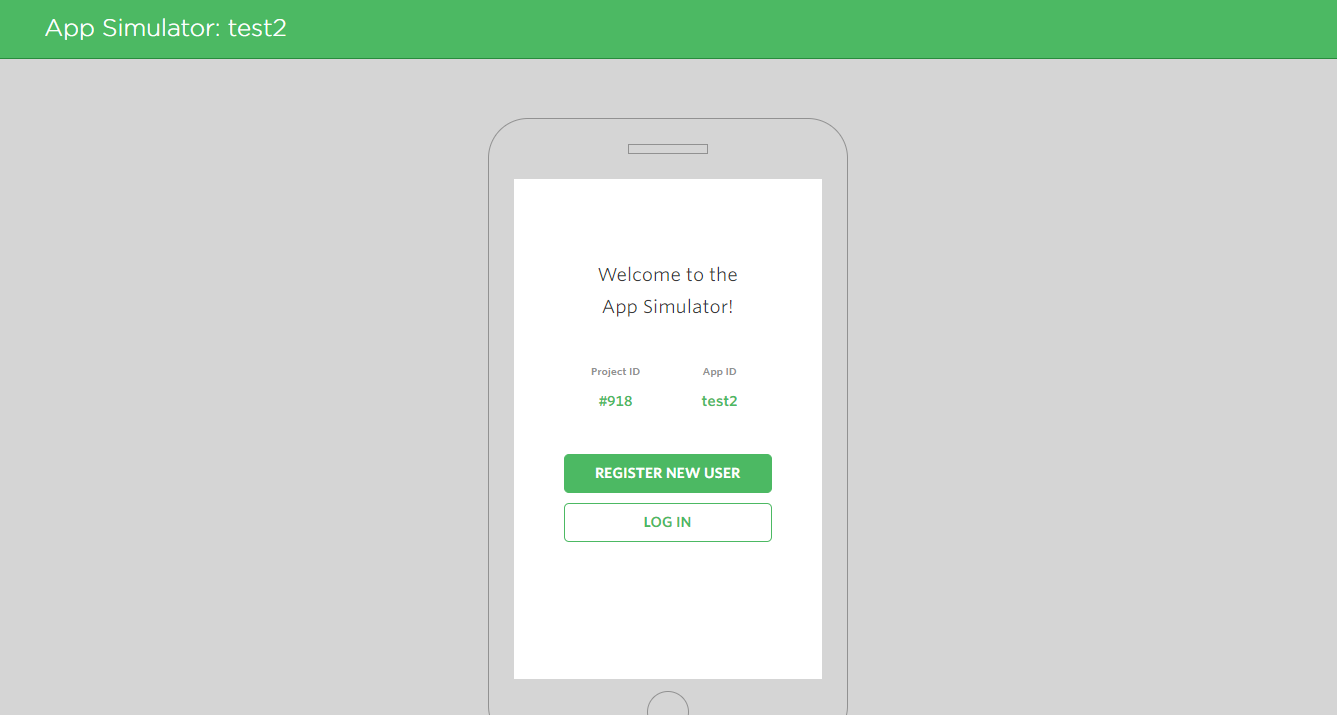 App Simulator: test2
Welcome to the
App Simulator!
Project ID App ID
#918 test2
REGISTER NEW USER
LOG IN